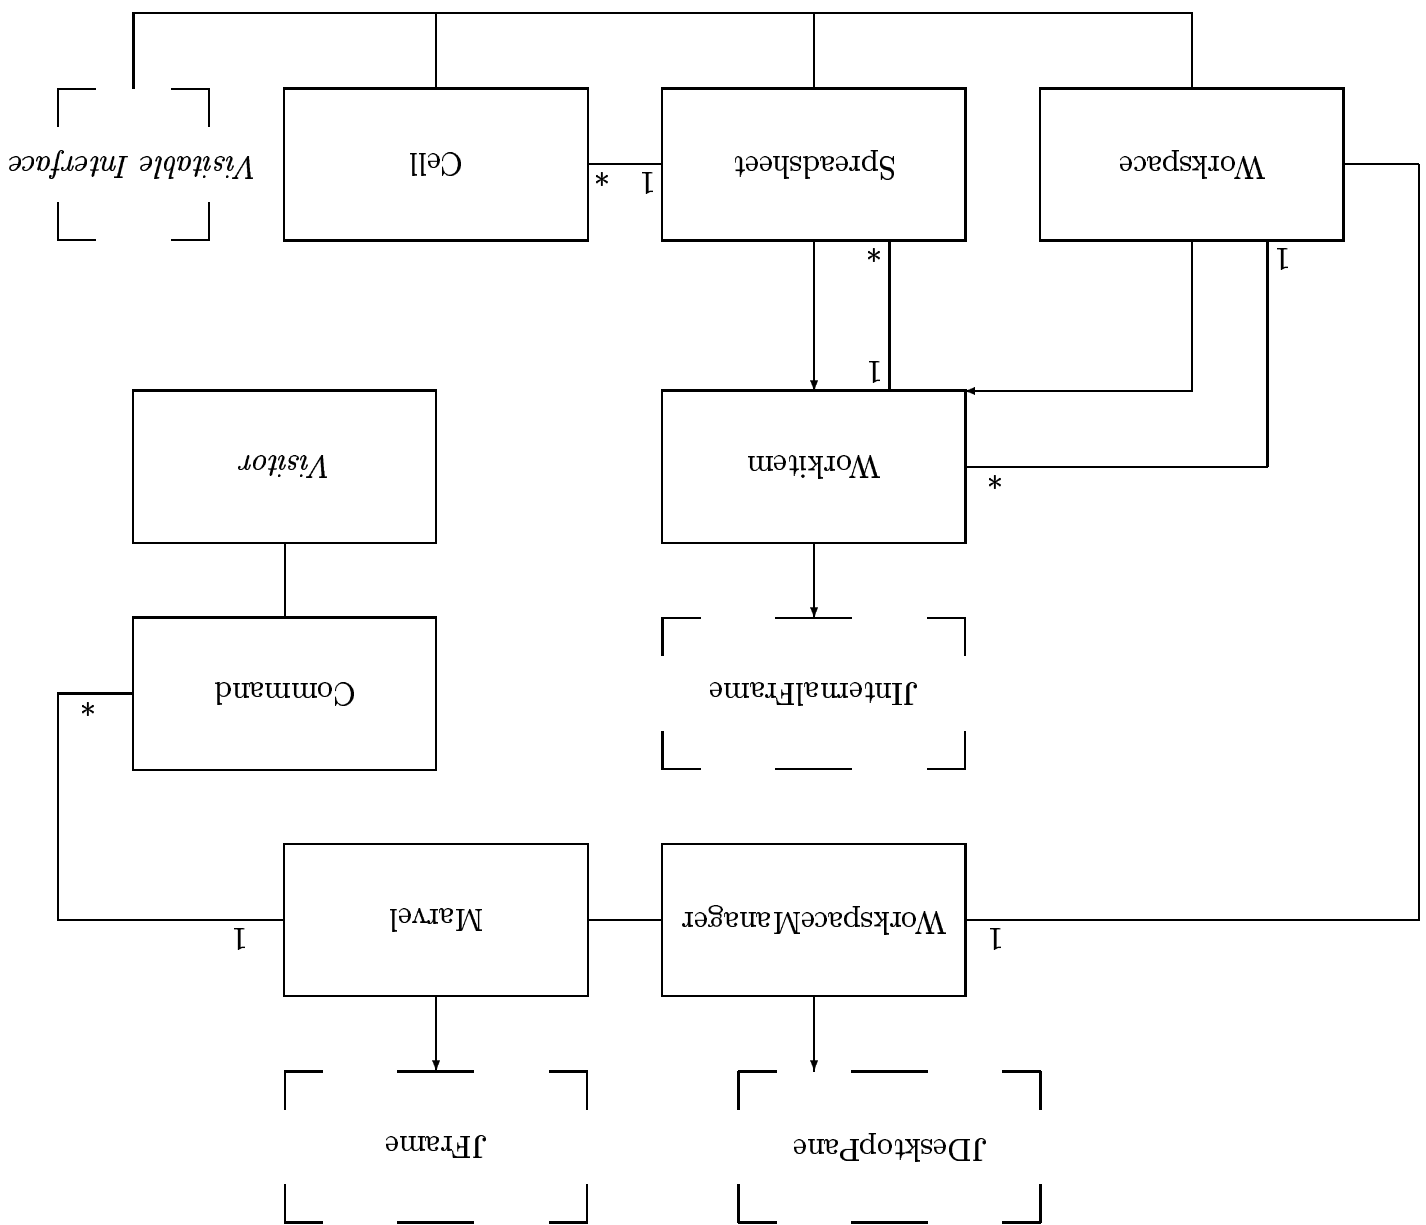 JDesktopPane
JFrame
1
1
WorkspaceManager
Marvel
*
JInternalFrame
Command
*
Workitem
Visitor
1
1
*
1
*
Workspace
Spreadsheet
Cell
Visitable Interface